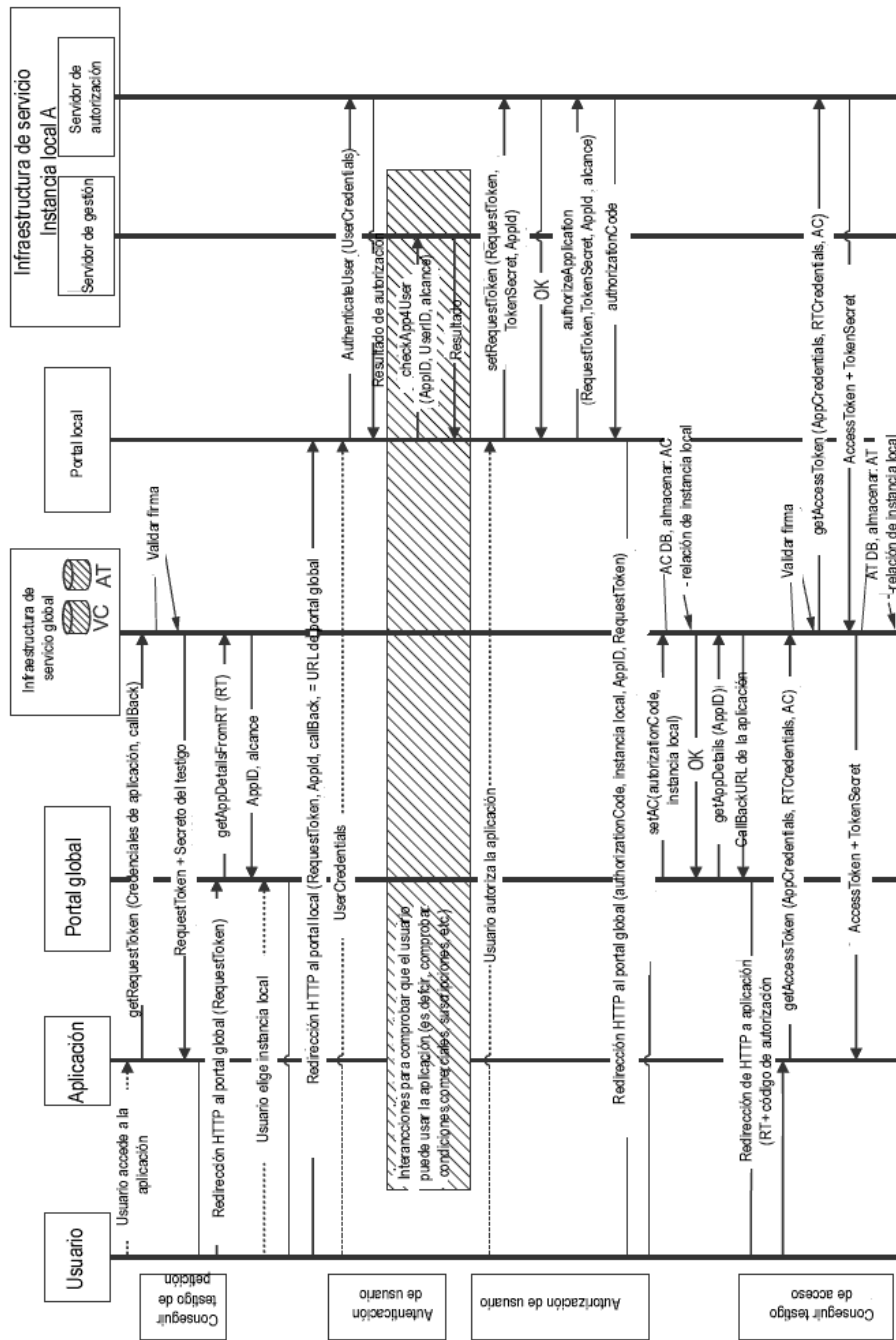 Usuario
Aplicación
Portal global
Infraestructura de
servicio global
VC
AT
Portal local
Infraestructura de servicio
Instancia local A
Servidor de gestión
Servidor de
autorización
Conseguir
testigo de
petición
Usuario accede a la
aplicación
getRequestToken (Credenciales de aplicación, callBack)
Validar firma
RequestToken + Secreto del testigo
Redirección HTTP al portal global (RequestToken)
getAppDetailsFromRT (RT)
AppID, alcance
Usuario elige instancia local
Redirección HTTP al portal local (RequestToken, AppId, callBack, = URL de portal global
Autenticación
de usuario
UserCredentials
AuthenticateUser (UserCredentials)
Resultado de autorización
Interancciones para comprobar que el usuario
puede usar la aplicación (es decir, comprobar
condiciones comerciales, suscripciones, etc.)
checkApp4User
(AppID, UserID, alcance)
Resultado
Autorización de usuario
Usuario autoriza la aplicación
setRequestToken (RequestToken,
TokenSecret, AppId)
OK
authorizeApplication
(RequestToken,TokenSecret, AppId , alcance)
authorizationCode
Redirección HTTP al portal global (authorizationCode, instancia local, AppID, RequestToken)
setAC(autorizationCode,
instancia local)
AC DB, almacenar: AC
- relación de instancia local
OK
getAppDetails (AppID)
CallBackURL de la aplicación
Redirección de HTTP a aplicación
(RT+ código de autorización
Conseguir testigo
de acceso
getAccessToken (AppCredentials, RTCredentials, AC)
Validar firma
getAccessToken (AppCredentials, RTCredentials, AC)
AccessToken + TokenSecret
AT DB, almacenar: AT
-relación de instancia local
AccessToken + TokenSecret